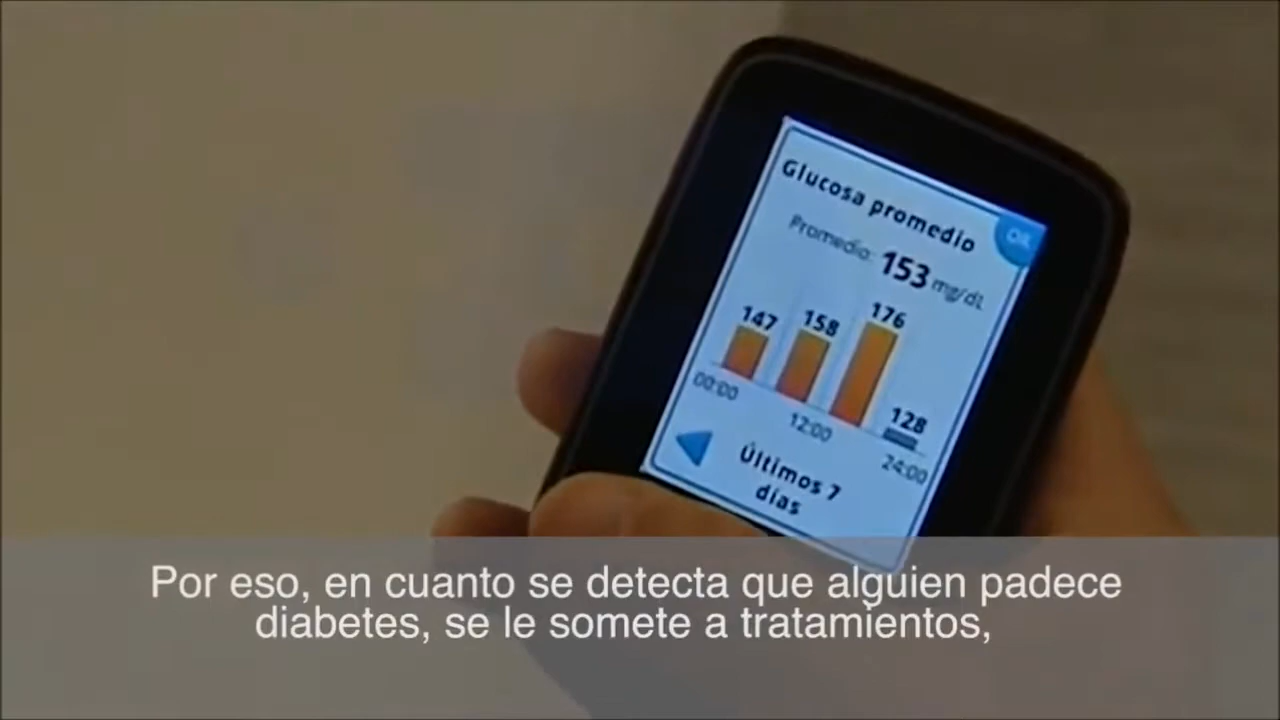 Glucosa promedio
OK
Promedio: 153 mg/dL
147 158 176 128
00:00 12:00 24:00
Últimos 7
días
Por eso, en cuanto se detecta que alguien padece
diabetes, se le somete a tratamientos,